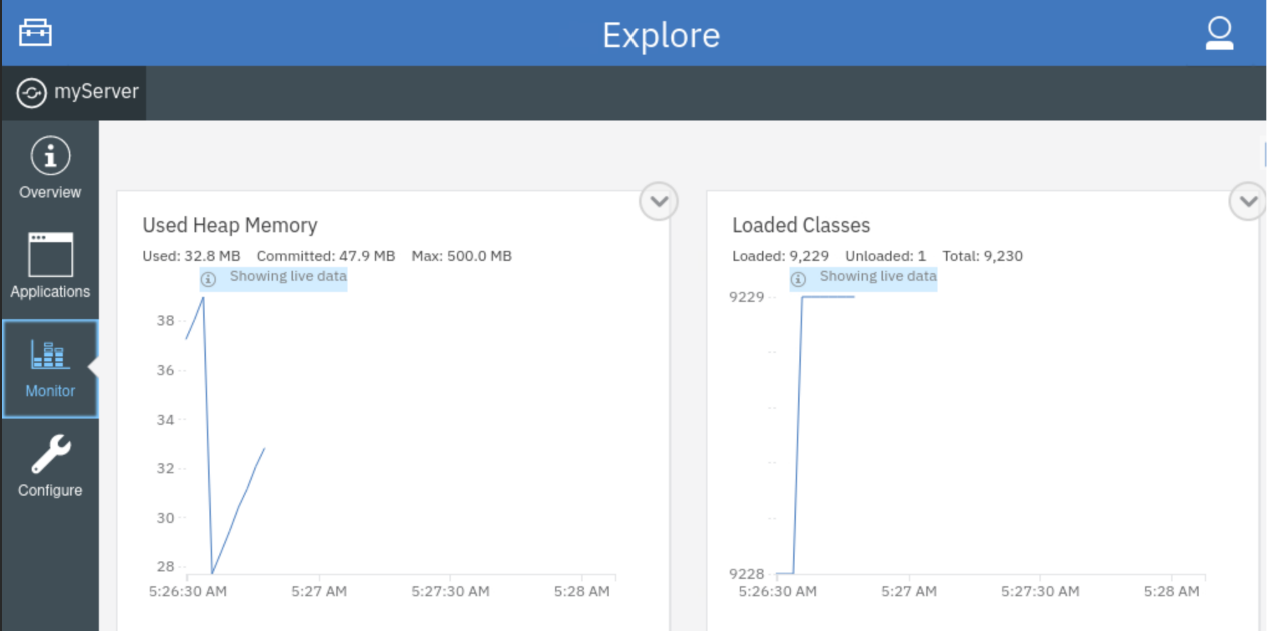 Explore
myServer
Overview
Applications
Monitor
Configure
Used Heap Memory
Used: 32.8 MB Committed: 47.9 MB Max: 500.0 MB
Showing live data
38
36
34
32
30
28
5:26:30 AM 5:27 AM 5:27:30 AM 5:28 AM
Loaded Classes
Loaded: 9,229 Unloaded: 1 Total: 9,230
Showing live data
9229
9228
5:26:30 AM 5:27 AM 5:27:30 AM 5:28 AM